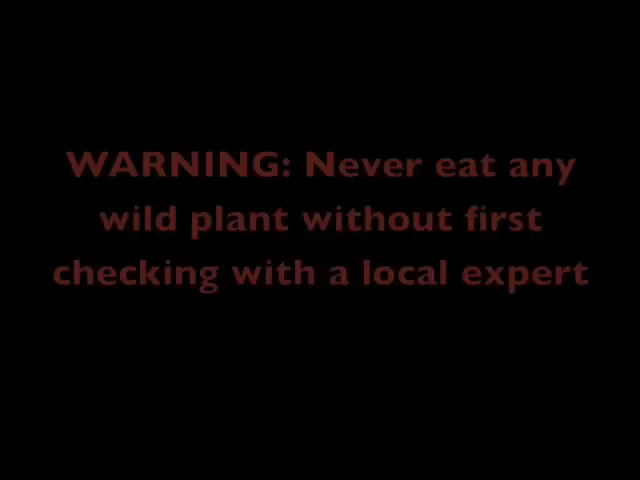 WARNING: Never eat any
wild plant without first
checking with a local expert